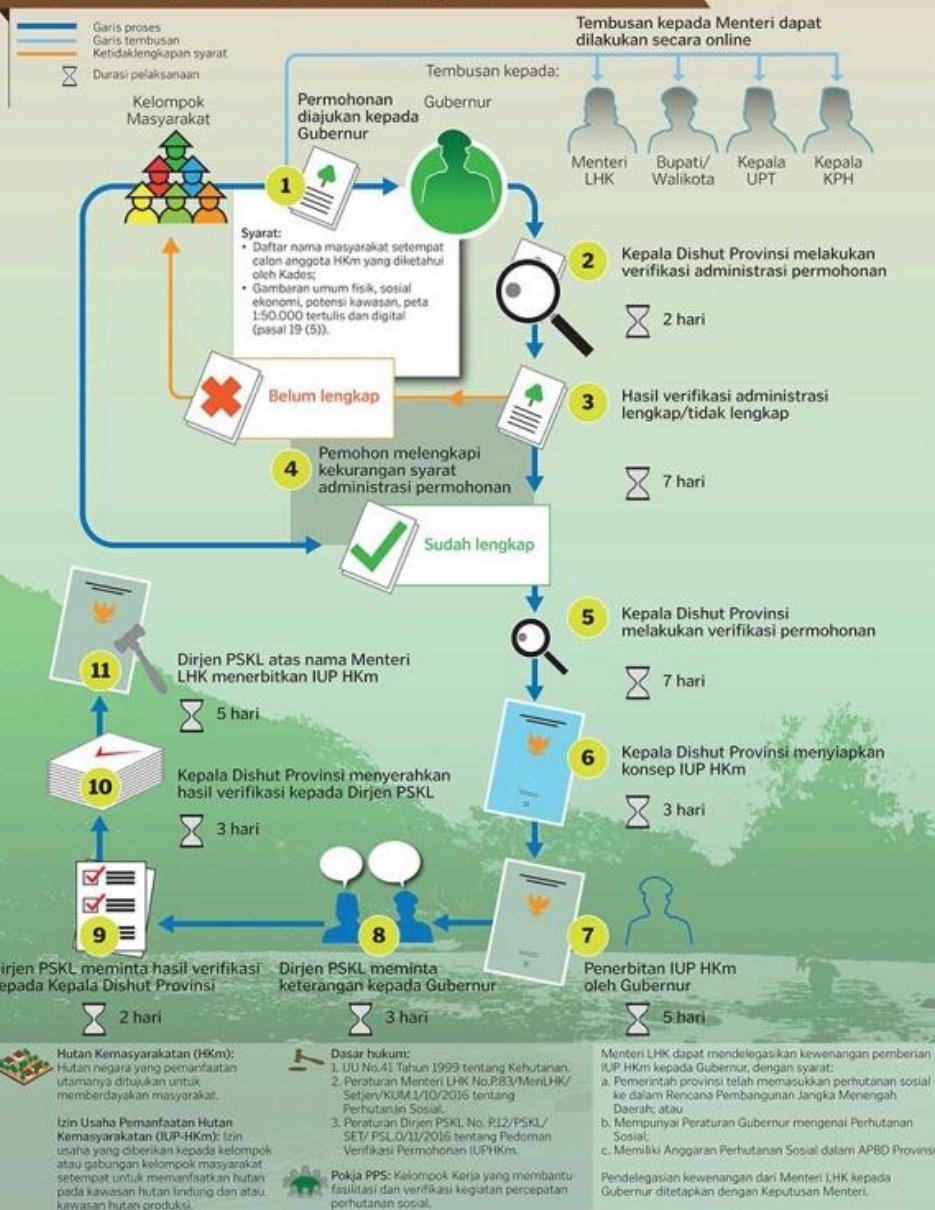 Garis proses
Garis tembusan
Ketidaklengkapan syarat
Durasi pelaksanaan
Tembusan kepada Menteri dapat
dilakukan secara online
Tembusan kepada:
Kelompok
Masyarakat
Permohonan
diajukan kepada
Gubernur
Gubernur
Menteri
LHK
Bupati/
Walikota
Kepala
UPT
Kepala
KPH
1
Syarat:
• Daftar nama masyarakat setempat
calon anggota HKm yang diketahui
oleh Kades;
• Gambaran umum fisik, sosial
ekonomi, potensi kawasan, peta
1:50.000 tertulis dan digital
(pasal 19 (5)).
2
Kepala Dishut Provinsi melakukan
verifikasi administrasi permohonan
2 hari
Belum lengkap
3
Hasil verifikasi administrasi
lengkap/tidak lengkap
7 hari
4
Pemohon melengkapi
kekurangan syarat
administrasi permohonan
Sudah lengkap
5
Kepala Dishut Provinsi
melakukan verifikasi permohonan
7 hari
6
Kepala Dishut Provinsi menyiapkan
konsep IUP HKm
3 hari
7
Penerbitan IUP HKm
oleh Gubernur
5 hari
8
Dirjen PSKL meminta
keterangan kepada Gubernur
3 hari
9
irjen PSKL meminta hasil verifikasi
epada Kepala Dishut Provinsi
2 hari
10
Kepala Dishut Provinsi menyerahkan
hasil verifikasi kepada Dirjen PSKL
3 hari
11
Dirjen PSKL atas nama Menteri
LHK menerbitkan IUP HKm
5 hari
Hutan Kemasyarakatan (HKm):
Hutan negara yang pemanfaatan
utamanya ditujukan untuk
memberdayakan masyarakat.
Izin Usaha Pemanfaatan Hutan
Kemasyarakatan (IUP-HKm): Izin
usaha yang diberikan kepada kelompok
atau gabungan kelompok masyarakat
setempat untuk memanfaatkan hutan
pada kawasan hutan lindung dan atau
kawasan hutan produksi.
Dasar hukum:
1. UU No.41 Tahun 1999 tentang Kehutanan.
2. Peraturan Menteri LHK No.P.83/MenLHK/
Setjen/KUM.1/10/2016 tentang
Perhutanan Sosial.
3. Peraturan Dirjen PSKL No. P.12/PSKL/
SET/ PSL.0/11/2016 tentang Pedoman
Verifikasi Permohonan IUPHKm.
Pokja PPS: Kelompok Kerja yang membantu
fasilitasi dan verifikasi kegiatan percepatan
perhutanan sosial.
Menteri LHK dapat mendelegasikan kewenangan pemberian
IUP HKm kepada Gubernur, dengan syarat:
a. Pemerintah provinsi telah memasukkan perhutanan sosial
ke dalam Rencana Pembangunan Jangka Menengah
Daerah; atau
b. Mempunyai Peraturan Gubernur mengenai Perhutanan
Sosial;
c. Memiliki Anggaran Perhutanan Sosial dalam APBD Provinsi
Pendelegasian kewenangan dari Menteri LHK kepada
Gubernur ditetapkan dengan Keputusan Menteri.